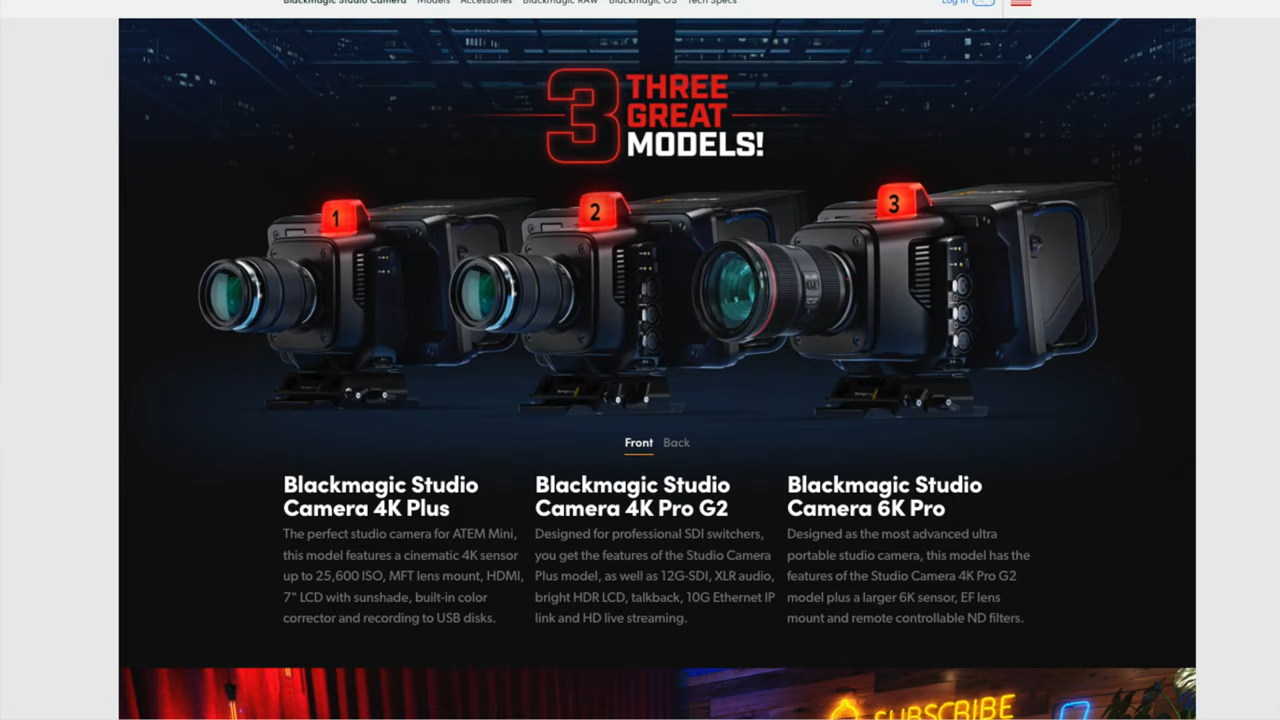 Blackmagic Studio Camera Models Accessories Blackmagic RAW Blackmagic OS Tech Specs
Log in
3 THREE
GREAT
MODELS!
1
2
3
Front Back
Blackmagic Studio
Camera 4K Plus
The perfect studio camera for ATEM Mini,
this model features a cinematic 4K sensor
up to 25,600 ISO, MFT lens mount, HDMI,
7" LCD with sunshade, built-in color
corrector and recording to USB disks.
Blackmagic Studio
Camera 4K Pro G2
Designed for professional SDI switchers,
you get the features of the Studio Camera
Plus model, as well as 12G-SDI, XLR audio,
bright HDR LCD, talkback, 10G Ethernet IP
link and HD live streaming.
Blackmagic Studio
Camera 6K Pro
Designed as the most advanced ultra
portable studio camera, this model has the
features of the Studio Camera 4K Pro G2
model plus a larger 6K sensor, EF lens
mount and remote controllable ND filters.
SUBSCRIBE